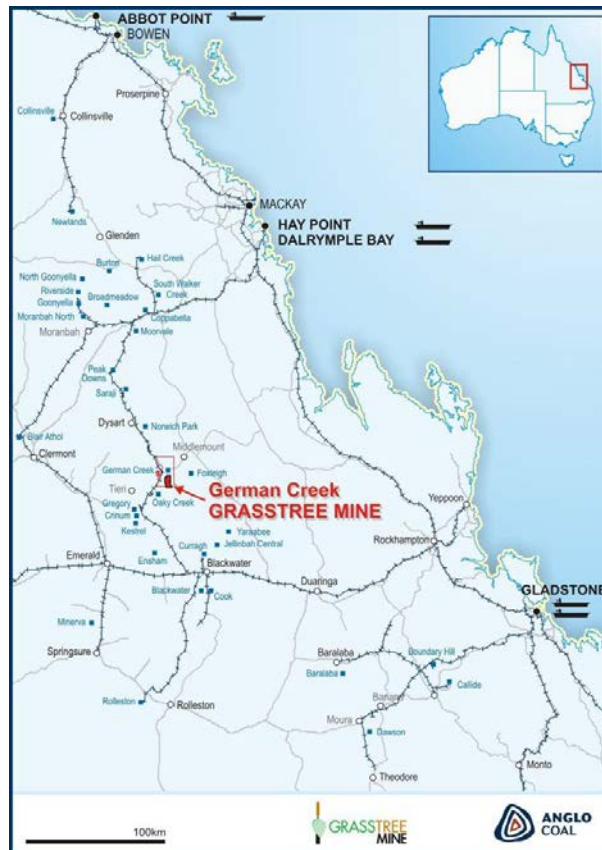 ABBOT POINT
BOWEN
Proserpine
Collinsville
Collinsville
MACKAY
HAY POINT
DALRYMPLE BAY
Newlands
Glenden
Hail Creek
Burton
North Goonyella
Riverside
Goonyella
Broadmeadow
South Walker
Creek
Moranbah North
Coppabella
Moranbah
Moorvale
Peak
Downs
Saraji
Dysart
Norwich Park
Blair Athol
Middlemount
Clermont
German Creek
Foxleigh
Tieri
German Creek
GRASSTREE MINE
Oaky Creek
Gregory
Crinum
Kestrel
Yeppoon
Yaraabee
Jellinbah Central
Rockhampton
Curragh
Ensham
Emerald
Blackwater
Duaringa
GLADSTONE
Blackwater
Cook
Minerva
Springsure
Baralaba
Boundary Hill
Baralaba
Callide
Rolleston
Rolleston
Banana
Moura
Dawson
Monto
Theodore
100km
GRASSTREE
MINE
ANGLO
COAL